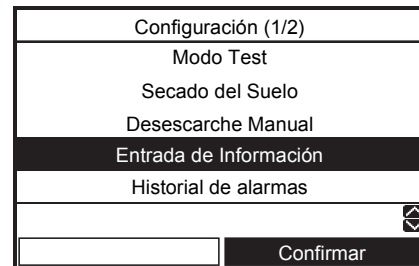 Configuración (1/2)
Modo Test
Secado del Suelo
Desescarche Manual
Entrada de Información
Historial de alarmas
Confirmar